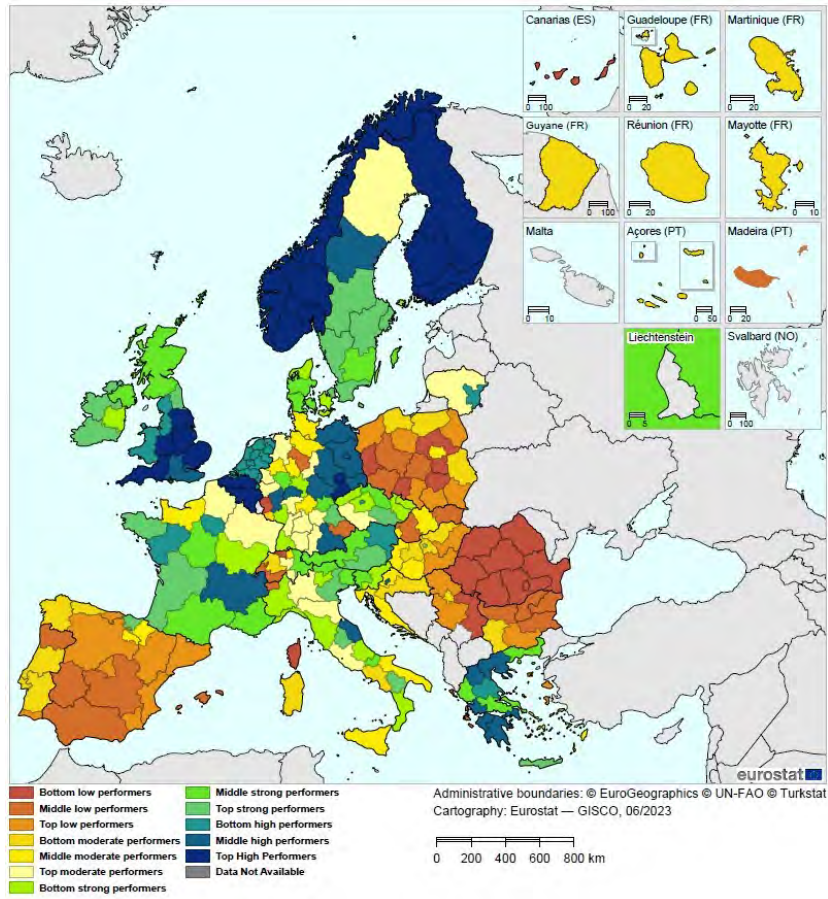 Canarias (ES)
0 100
Guadeloupe (FR)
0 20
Martinique (FR)
0 20
Guyane (FR)
0 100
Réunion (FR)
0 20
Mayotte (FR)
0 10
Malta
0 10
Açores (PT)
0 50
Madeira (PT)
0 20
Liechtenstein
0 5
Svalbard (NO)
0 100
eurostat
Bottom low performers
Middle low performers
Top low performers
Bottom moderate performers
Middle moderate performers
Top moderate performers
Bottom strong performers
Middle strong performers
Top strong performers
Bottom high performers
Middle high performers
Top High Performers
Data Not Available
Administrative boundaries: © EuroGeographics © UN-FAO © Turkstat
Cartography: Eurostat — GISCO, 06/2023
0 200 400 600 800 km